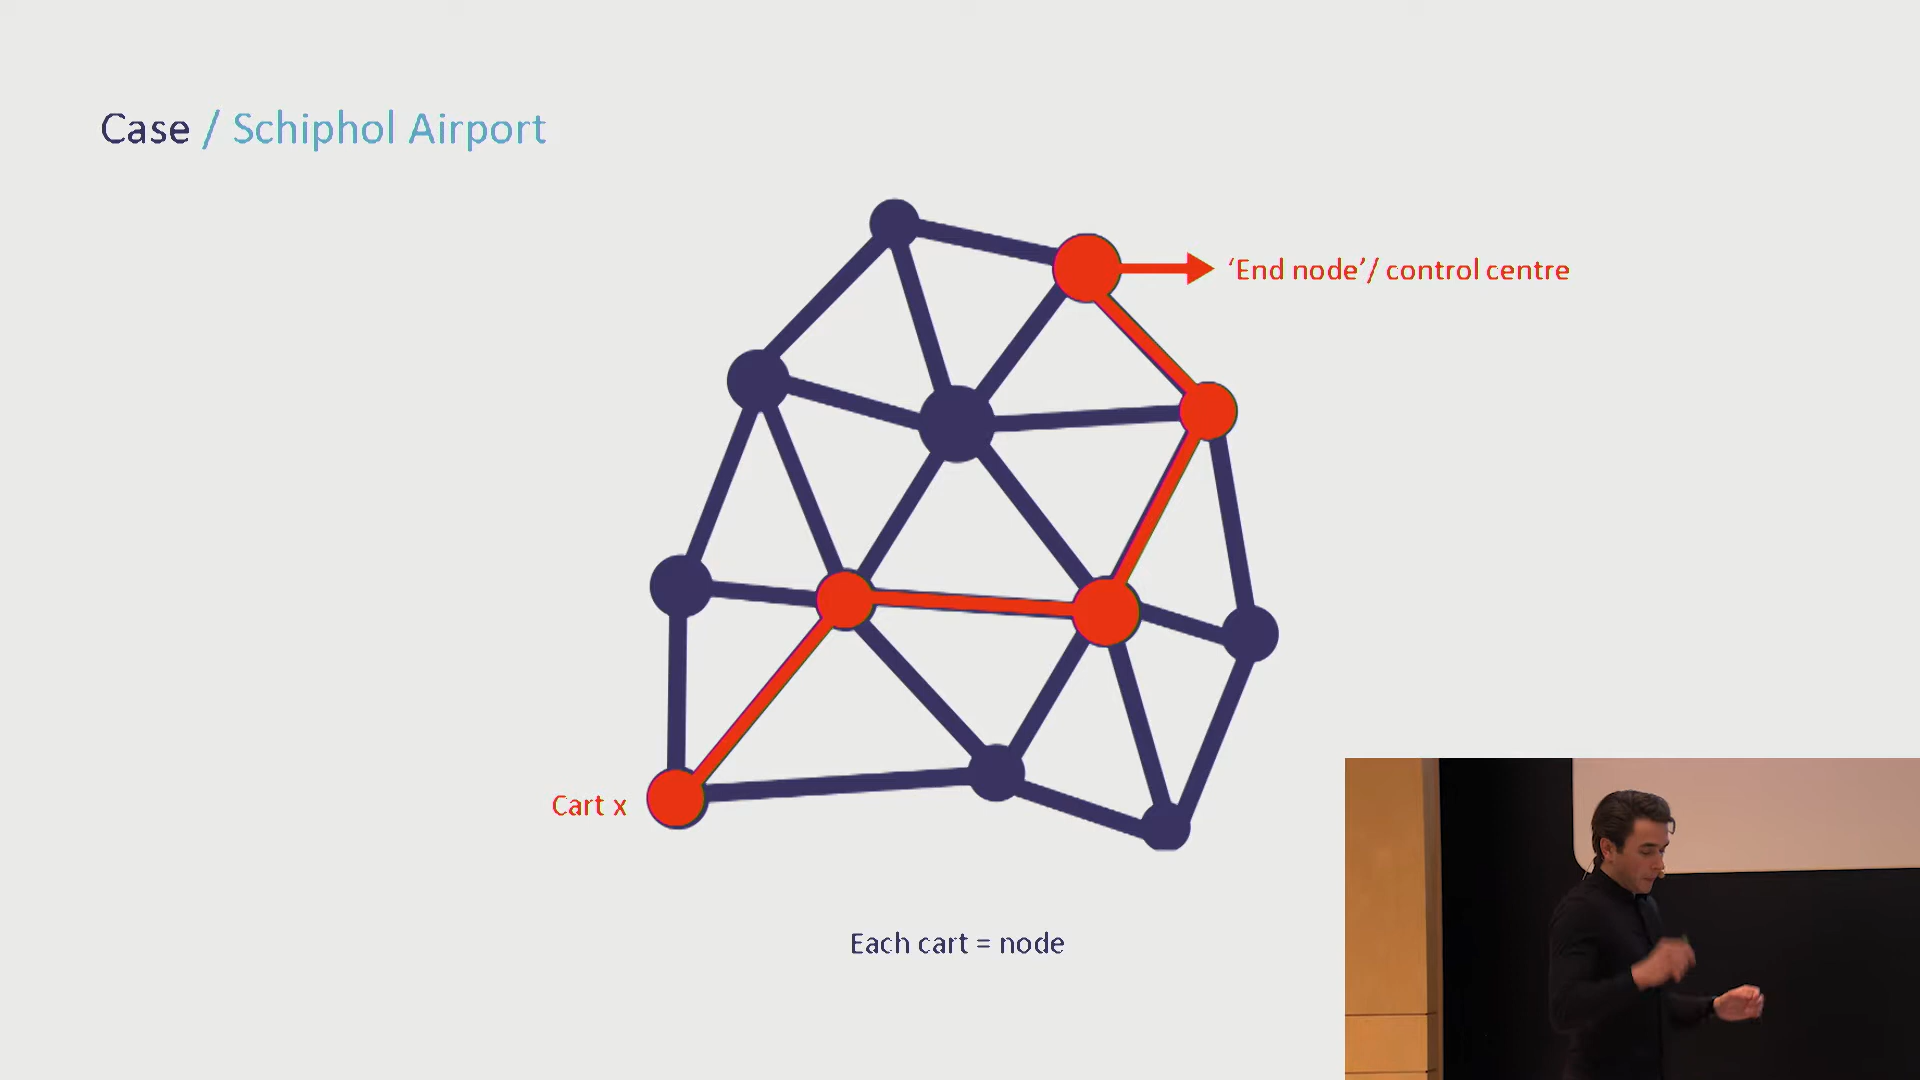 Case / Schiphol Airport
‘End node’/ control centre
Cart x
Each cart = node